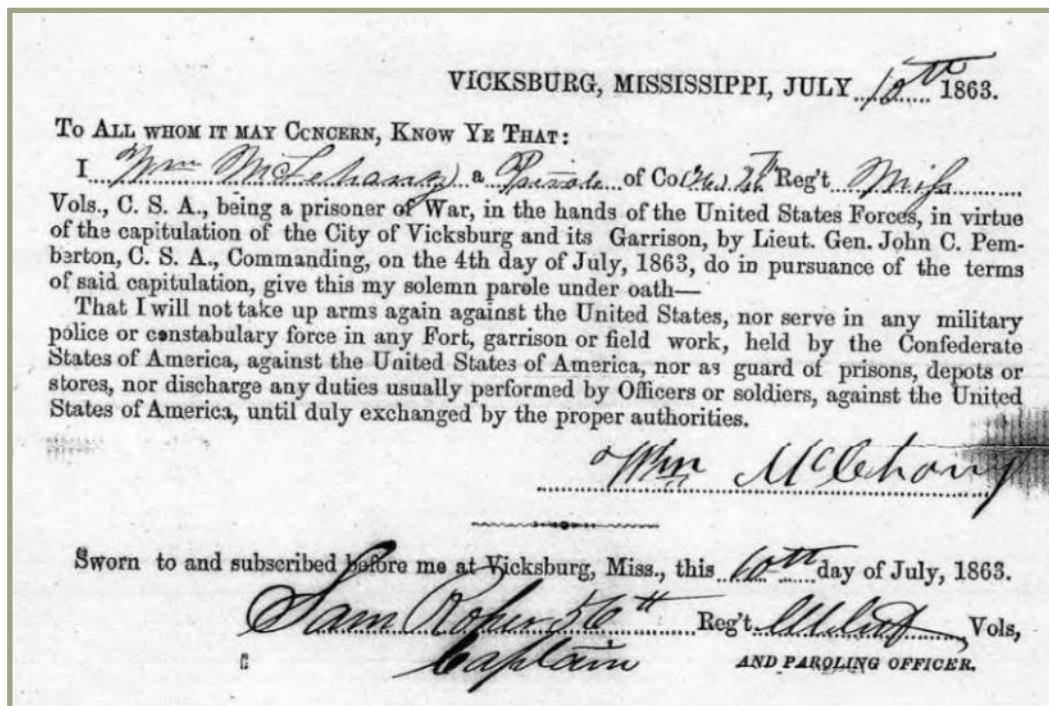 VICKSBURG, MISSISSIPPI, JULY 10th 1863.
TO ALL WHOM IT MAY CCNCERN, KNOW YE THAT:
I Wm a Private of Co Reg't Miss
Vols., C. S. A., being a prisoner of War, in the hands of the United States Forces, in virtue
of the capitulation of the City of Vicksburg and its Garrison, by Lieut. Gen. John C. Pem-
berton, C. S. A., Commanding, on the 4th day of July, 1863, do in pursuance of the terms
of said capitulation, give this my solemn parole under oath—
That I will not take up arms again against the United States, nor serve in any military
police or constabulary force in any Fort, garrison or field work, held by the Confederate
States of America, against the United States of America, nor as guard of prisons, depots or
stores, nor discharge any duties usually performed by Officers or soldiers, against the United
States of America, until duly exchanged by the proper authorities.
Wm
Sworn to and subscribed before me at Vicksburg, Miss., this 10th day of July, 1863.
Sam Roper 56th Reg't Vols,
Captain AND PAROLING OFFICER.